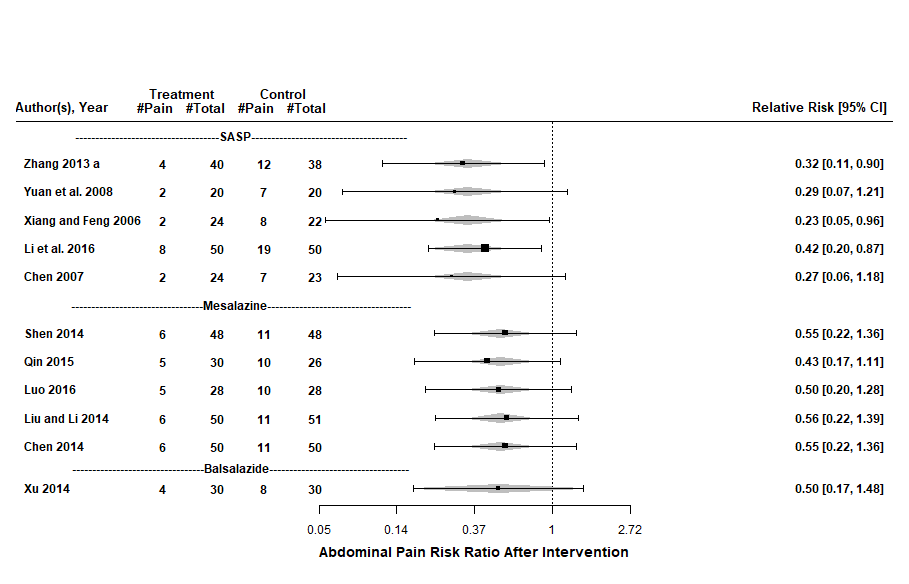 Treatment Control
Author(s), Year #Pain #Total #Pain #Total Relative Risk [95% CI]
------------------------------------SASP---------------------------------------
Zhang 2013 a 4 40 12 38 0.32 [0.11, 0.90]
Yuan et al. 2008 2 20 7 20 0.29 [0.07, 1.21]
Xiang and Feng 2006 2 24 8 22 0.23 [0.05, 0.96]
Li et al. 2016 8 50 19 50 0.42 [0.20, 0.87]
Chen 2007 2 24 7 23 0.27 [0.06, 1.18]
---------------------------------Mesalazine------------------------------------
Shen 2014 6 48 11 48 0.55 [0.22, 1.36]
Qin 2015 5 30 10 26 0.43 [0.17, 1.11]
Luo 2016 5 28 10 28 0.50 [0.20, 1.28]
Liu and Li 2014 6 50 11 51 0.56 [0.22, 1.39]
Chen 2014 6 50 11 50 0.55 [0.22, 1.36]
---------------------------------Balsalazide-----------------------------------
Xu 2014 4 30 8 30 0.50 [0.17, 1.48]
0.05 0.14 0.37 1 2.72
Abdominal Pain Risk Ratio After Intervention